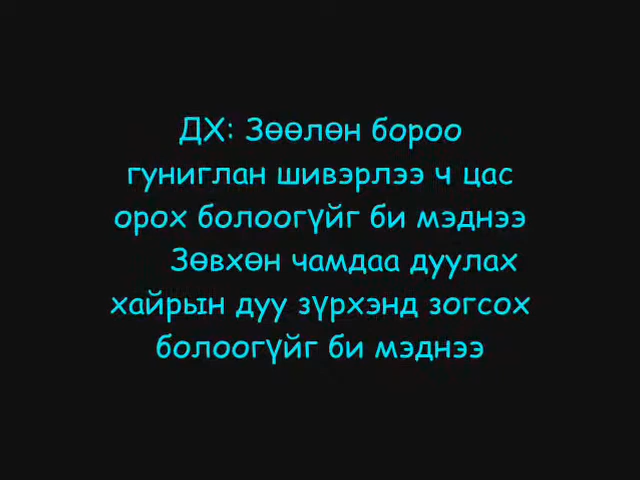 ДХ: Зөөлөн бороо
гуниглан шивэрлээ ч цас
орох болоогүйг би мэднээ
Зөвхөн чамдаа дуулах
хайрын дуу зүрхэнд зогсох
болоогүйг би мэднээ